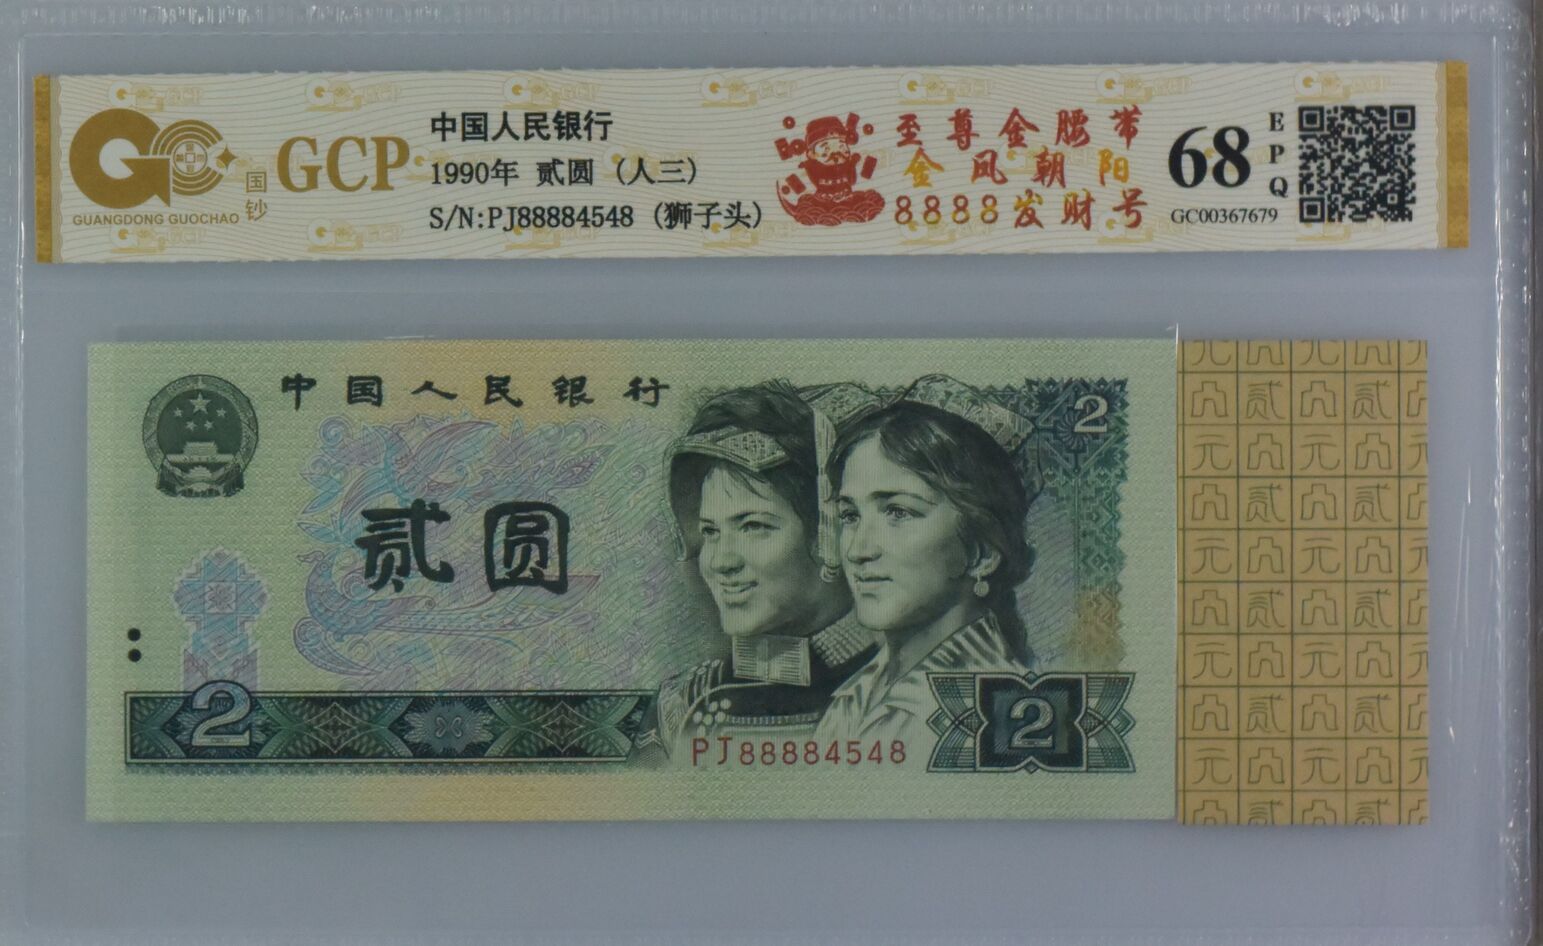 GCP
国钞
GUANGDONG GUOCHAO
中国人民银行
1990年 贰圆 (人三)
S/N:PJ88884548 (狮子头)
至尊金腰带
金凤朝阳
8888发财号
68
EPQ
GC00367679
中国人民银行
2
贰圆
2
2
PJ88884548